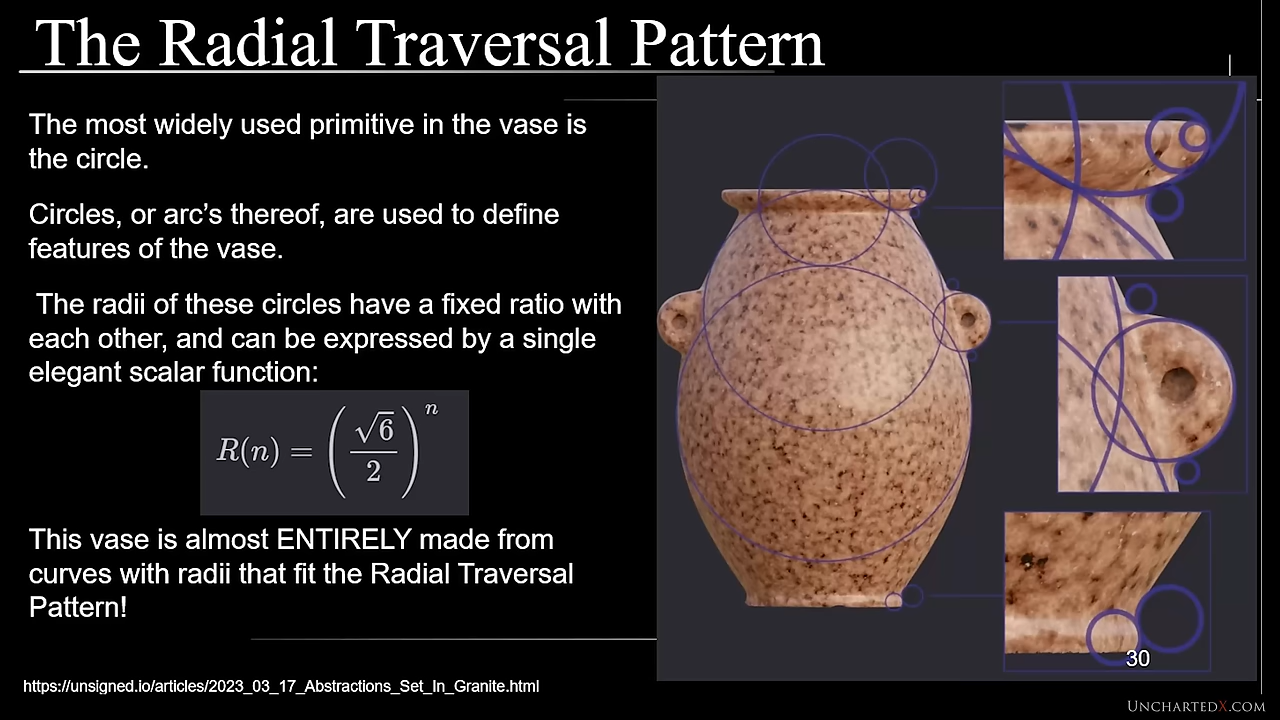 The Radial Traversal Pattern
The most widely used primitive in the vase is
the circle.
Circles, or arc’s thereof, are used to define
features of the vase.
The radii of these circles have a fixed ratio with
each other, and can be expressed by a single
elegant scalar function:
R(n) = (√6/2)ⁿ
This vase is almost ENTIRELY made from
curves with radii that fit the Radial Traversal
Pattern!
30
https://unsigned.io/articles/2023_03_17_Abstractions_Set_In_Granite.html
UNCHARTEDX.COM